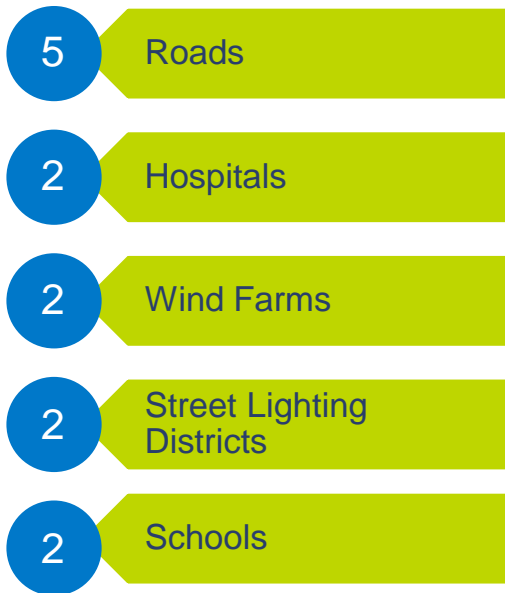 5 Roads
2 Hospitals
2 Wind Farms
2 Street Lighting
Districts
2 Schools